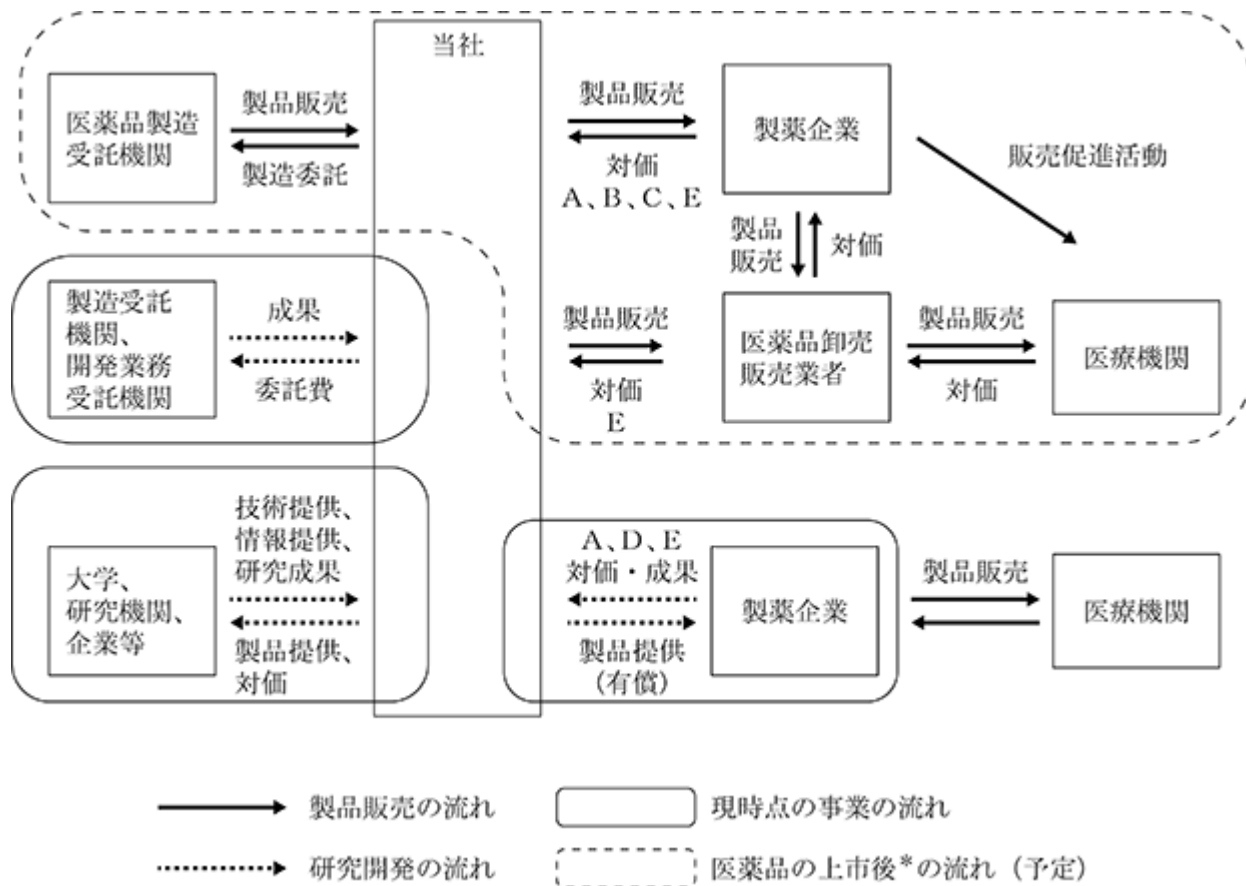 当社
医薬品製造
受託機関
製品販売
製造委託
製品販売
対価
A、B、C、E
製薬企業
販売促進活動
製品
販売
対価
製造受託
機関、
開発業務
受託機関
成果
委託費
製品販売
対価
E
医薬品卸売
販売業者
製品販売
対価
医療機関
大学、
研究機関、
企業等
技術提供、
情報提供、
研究成果
製品提供、
対価
A、D、E
対価・成果
製品提供
(有償)
製薬企業
製品販売
医療機関
製品販売の流れ
現時点の事業の流れ
研究開発の流れ
医薬品の上市後*の流れ(予定)